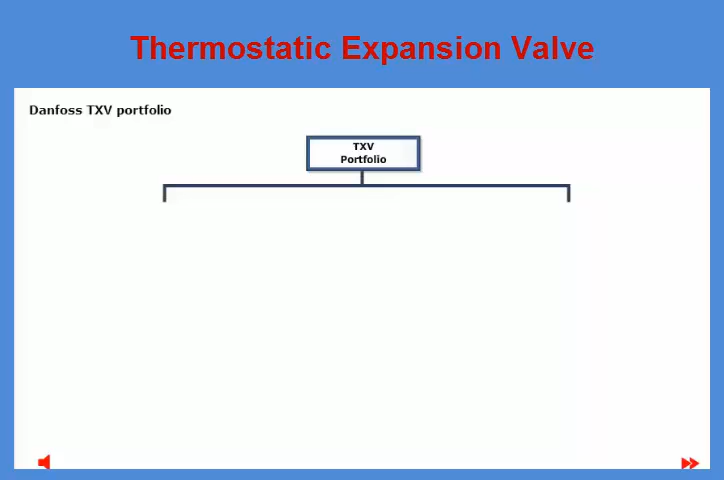 Thermostatic Expansion Valve
Danfoss TXV portfolio
TXV
Portfolio